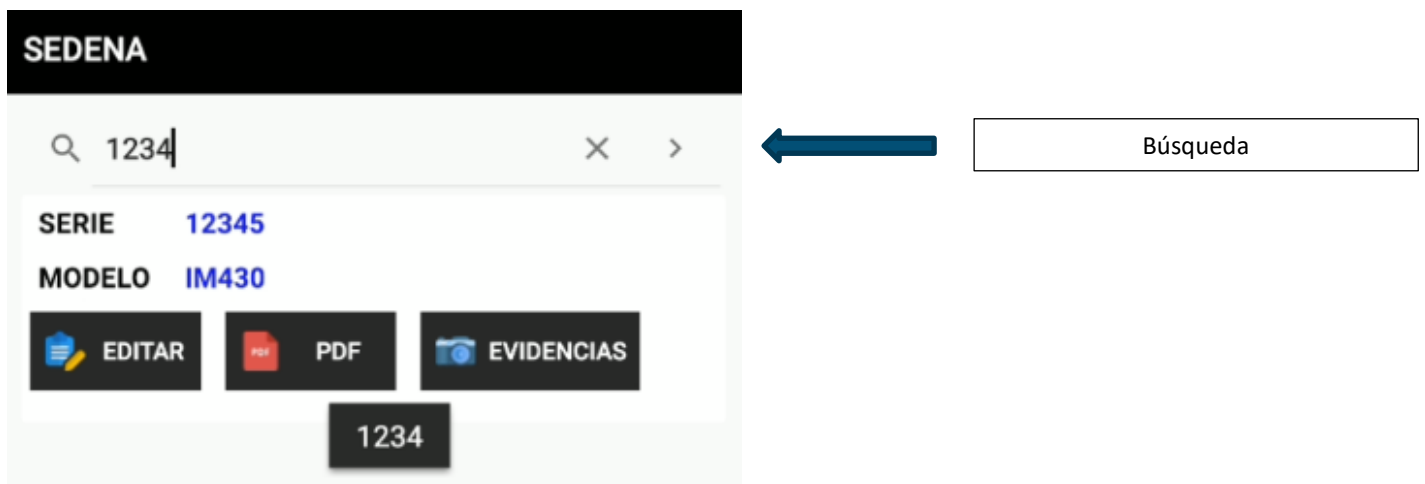 SEDENA
1234
Búsqueda
SERIE 12345
MODELO IM430
EDITAR PDF PDF EVIDENCIAS
1234